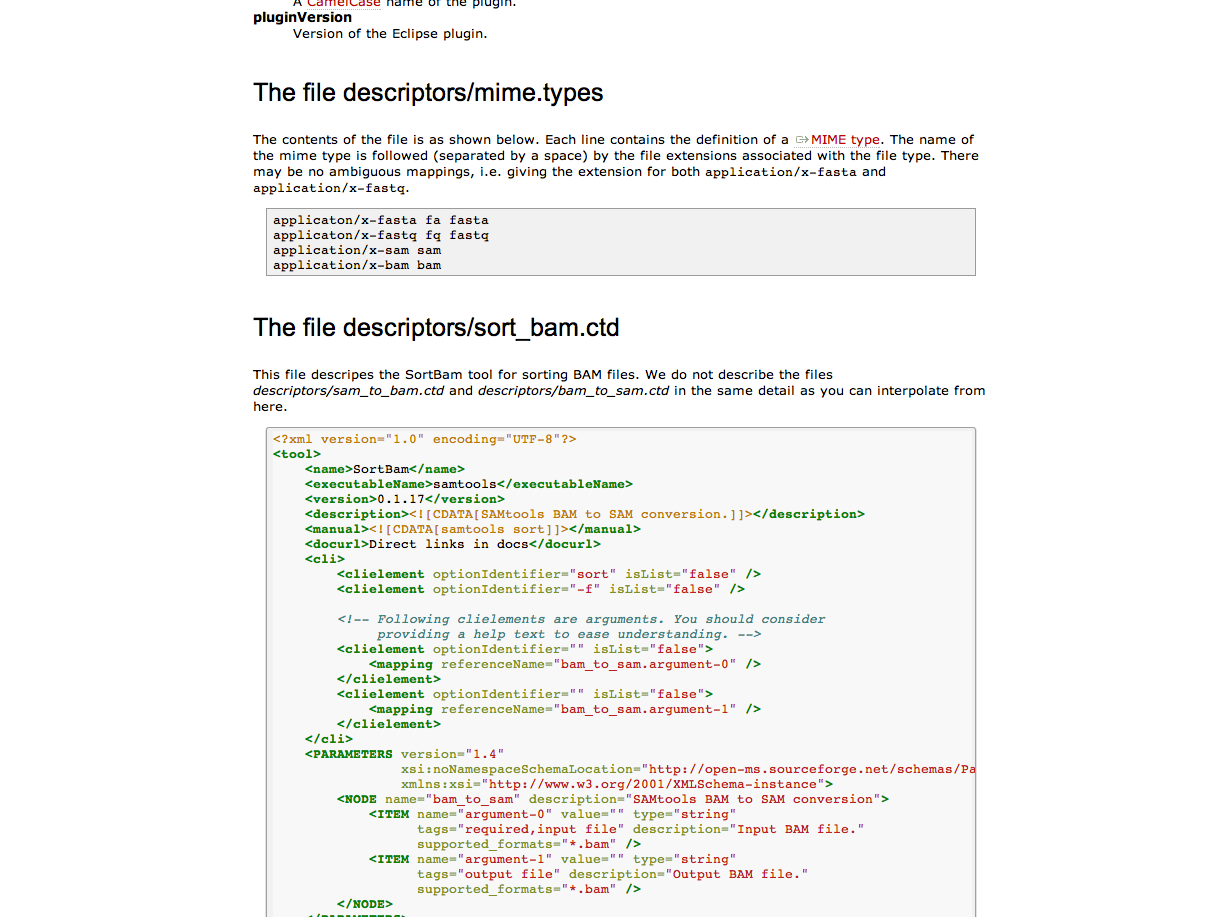 A CamelCase name of the plugin.
pluginVersion
Version of the Eclipse plugin.
The file descriptors/mime.types
The contents of the file is as shown below. Each line contains the definition of a MIME type. The name of
the mime type is followed (separated by a space) by the file extensions associated with the file type. There
may be no ambiguous mappings, i.e. giving the extension for both application/x-fasta and
application/x-fastq.
applicaton/x-fasta fa fasta
applicaton/x-fastq fq fastq
application/x-sam sam
application/x-bam bam
The file descriptors/sort_bam.ctd
This file descripes the SortBam tool for sorting BAM files. We do not describe the files
descriptors/sam_to_bam.ctd and descriptors/bam_to_sam.ctd in the same detail as you can interpolate from
here.
<?xml version="1.0" encoding="UTF-8"?>
<tool>
    <name>SortBam</name>
    <executableName>samtools</executableName>
    <version>0.1.17</version>
    <description><![CDATA[SAMtools BAM to SAM conversion.]]></description>
    <manual><![CDATA[samtools sort]]></manual>
    <docurl>Direct links in docs</docurl>
    <cli>
        <clielement optionIdentifier="sort" isList="false" />
        <clielement optionIdentifier="-f" isList="false" />
        <!-- Following clielements are arguments. You should consider
             providing a help text to ease understanding. -->
        <clielement optionIdentifier="" isList="false">
            <mapping referenceName="bam_to_sam.argument-0" />
        </clielement>
        <clielement optionIdentifier="" isList="false">
            <mapping referenceName="bam_to_sam.argument-1" />
        </clielement>
    </cli>
    <PARAMETERS version="1.4"
                xsi:noNamespaceSchemaLocation="http://open-ms.sourceforge.net/schemas/Pa
                xmlns:xsi="http://www.w3.org/2001/XMLSchema-instance">
        <NODE name="bam_to_sam" description="SAMtools BAM to SAM conversion">
            <ITEM name="argument-0" value="" type="string"
                  tags="required,input file" description="Input BAM file."
                  supported_formats="*.bam" />
            <ITEM name="argument-1" value="" type="string"
                  tags="output file" description="Output BAM file."
                  supported_formats="*.bam" />
        </NODE>
    </PARAMETERS>